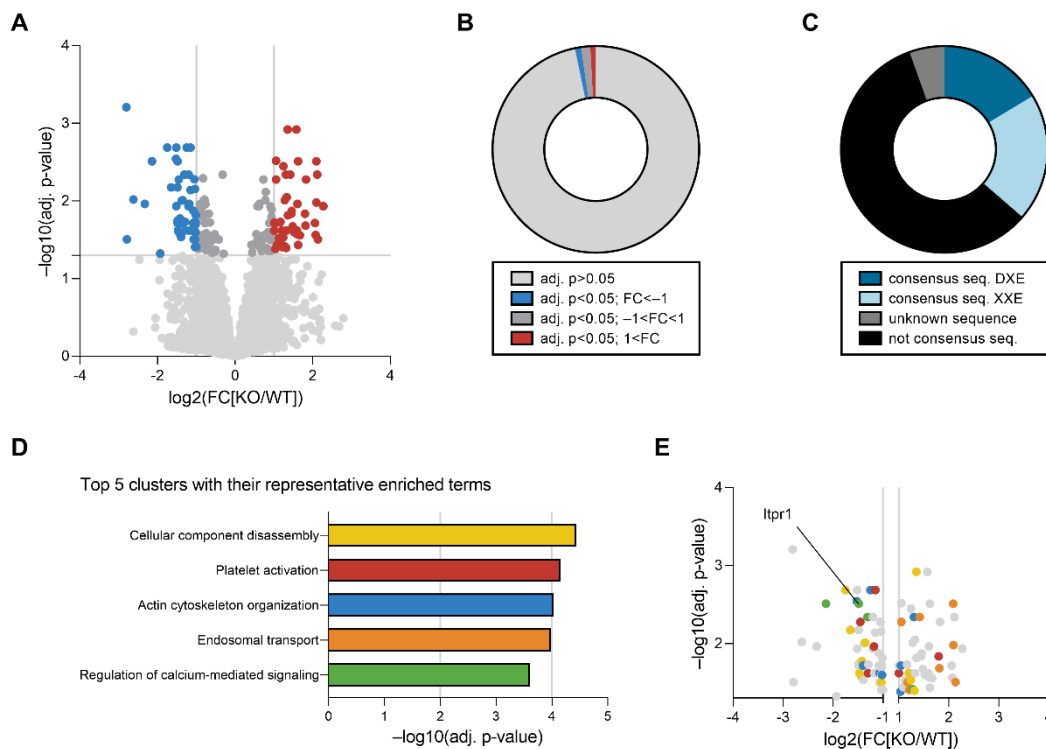 A
4
3
2
1
0
-4
-2
0
2
4
–log10(adj. p-value)
log2(FC[KO/WT])
B
adj. p>0.05
adj. p<0.05; FC<–1
adj. p<0.05; –1<FC<1
adj. p<0.05; 1<FC
C
consensus seq. DXE
consensus seq. XXE
unknown sequence
not consensus seq.
D
Top 5 clusters with their representative enriched terms
Cellular component disassembly
Platelet activation
Actin cytoskeleton organization
Endosomal transport
Regulation of calcium-mediated signaling
0
1
2
3
4
5
–log10(adj. p-value)
E
Itpr1
4
3
2
-4
-3
-2
-1
1
2
3
4
–log10(adj. p-value)
log2(FC[KO/WT])